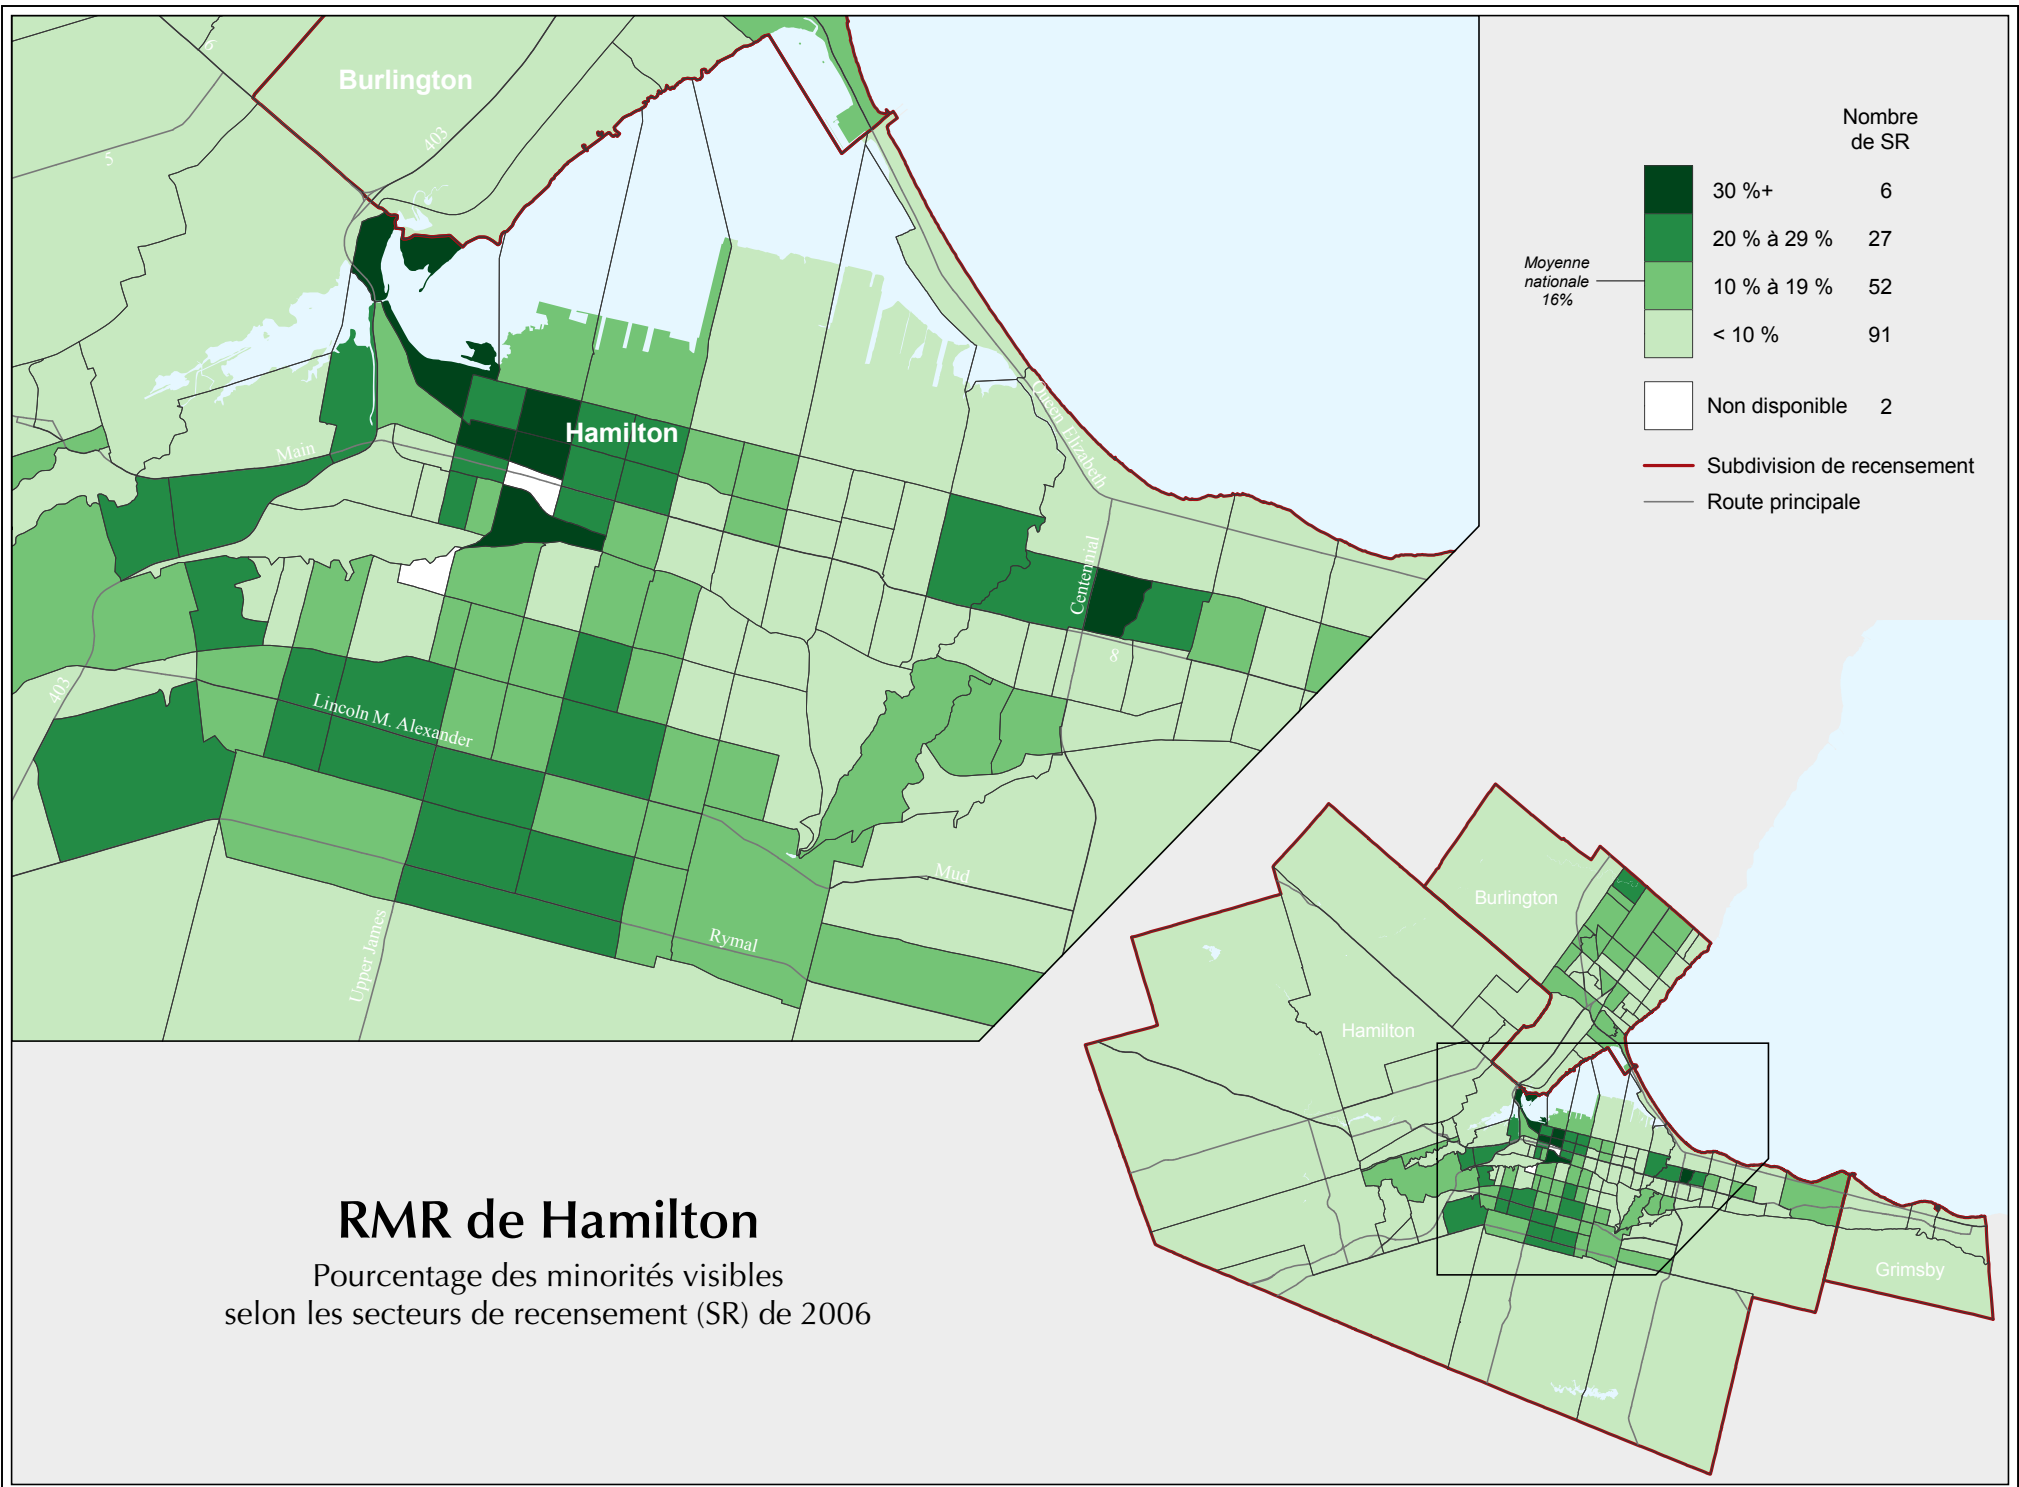 Burlington
6
5
403
Hamilton
Main
Queen Elizabeth
Centennial
8
403
Lincoln M. Alexander
Mud
Rymal
Upper James
Nombre
de SR
30 %+ 6
20 % à 29 % 27
10 % à 19 % 52
< 10 % 91
Moyenne
nationale
16%
Non disponible 2
Subdivision de recensement
Route principale
Burlington
Hamilton
Grimsby
RMR de Hamilton
Pourcentage des minorités visibles
selon les secteurs de recensement (SR) de 2006